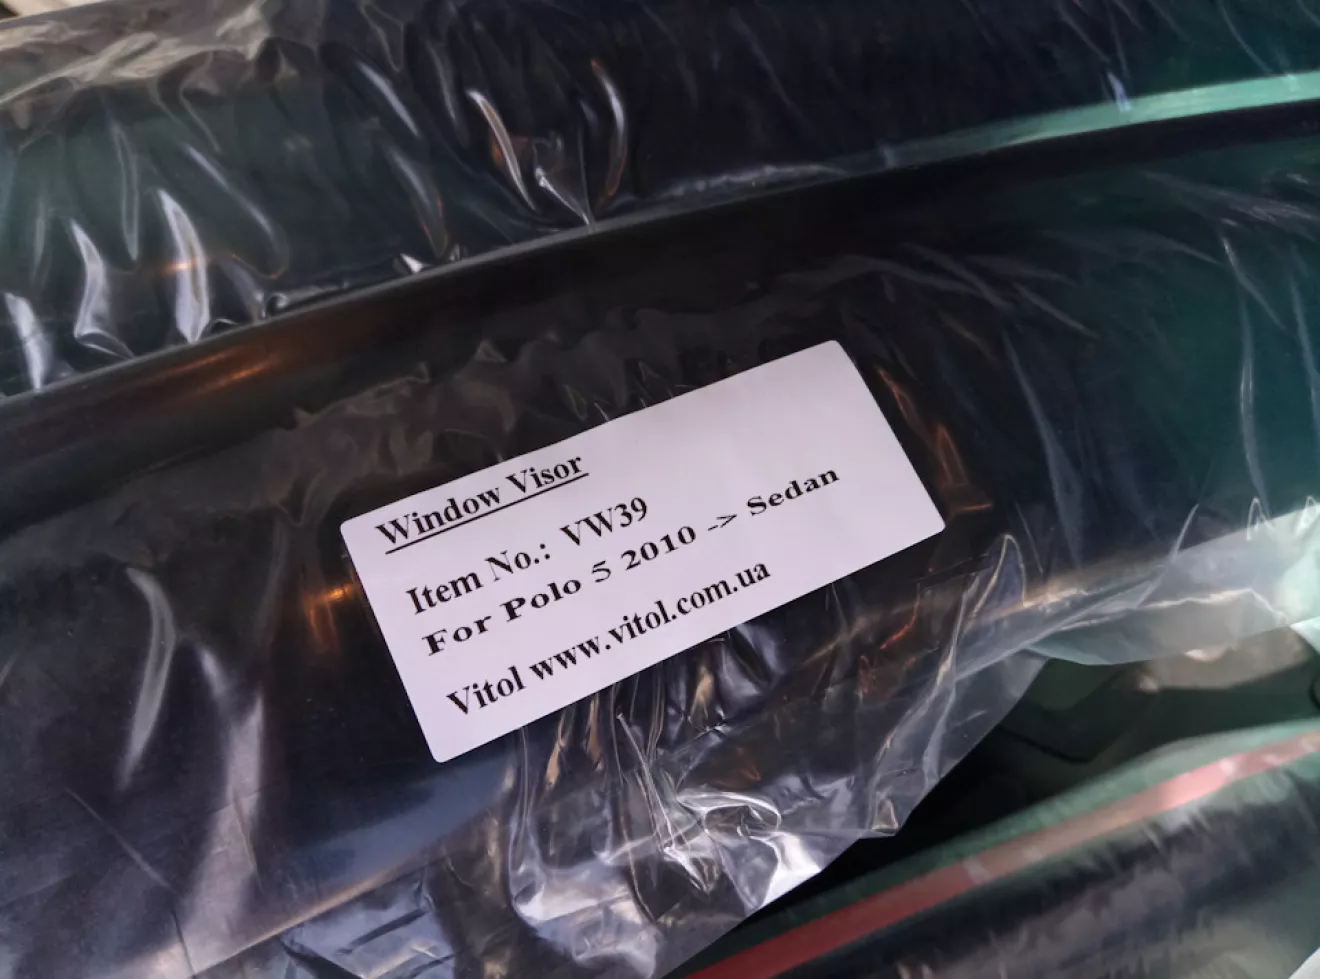 Window Visor
Item No.: VW39
For Polo 5 2010 -> Sedan
Vitol www.vitol.com.ua